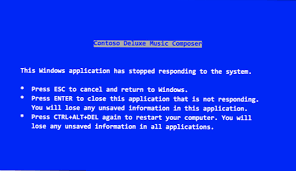 Contoso Deluxe Music Composer
This Windows application has stopped responding to the system.
* Press ESC to cancel and return to Windows.
* Press ENTER to close this application that is not responding.
You will lose any unsaved information in this application.
* Press CTRL+ALT+DEL again to restart your computer. You will
lose any unsaved information in all applications.